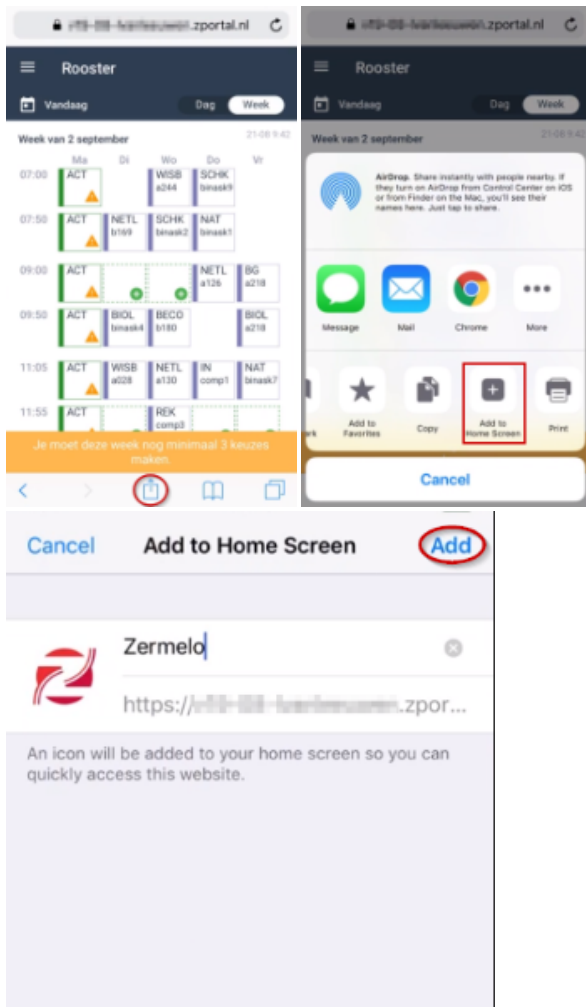 .zportal.nl
Rooster
Vandaag Dag Week
Week van 2 september 21-08 9:42
Ma Di Wo Do Vr
07:00 ACT WISB SCHK
a244 binask9
07:50 ACT NETL SCHK NAT
b169 binask2 binask1
09:00 ACT NETL BG
a126 a218
09:50 ACT BIOL BECO BIOL
binask4 b180 a218
11:05 ACT WISB NETL IN NAT
a028 a130 comp1 binask7
11:55 ACT REK
comp3
Je moet deze week nog minimaal 3 keuzes
maken
.zportal.nl
Rooster
Vandaag Dag Week
Week van 2 september 21-08 9:42
AirDrop. Share instantly with people nearby. If
they turn on AirDrop from Control Center on iOS
or from Finder on the Mac, you'll see their
names here. Just tap to share.
Message Mail Chrome More
Add to Favorites
Copy
Add to Home Screen
Print
Cancel
Cancel Add to Home Screen Add
Zermelo
https:// .zpor...
An icon will be added to your home screen so you can
quickly access this website.